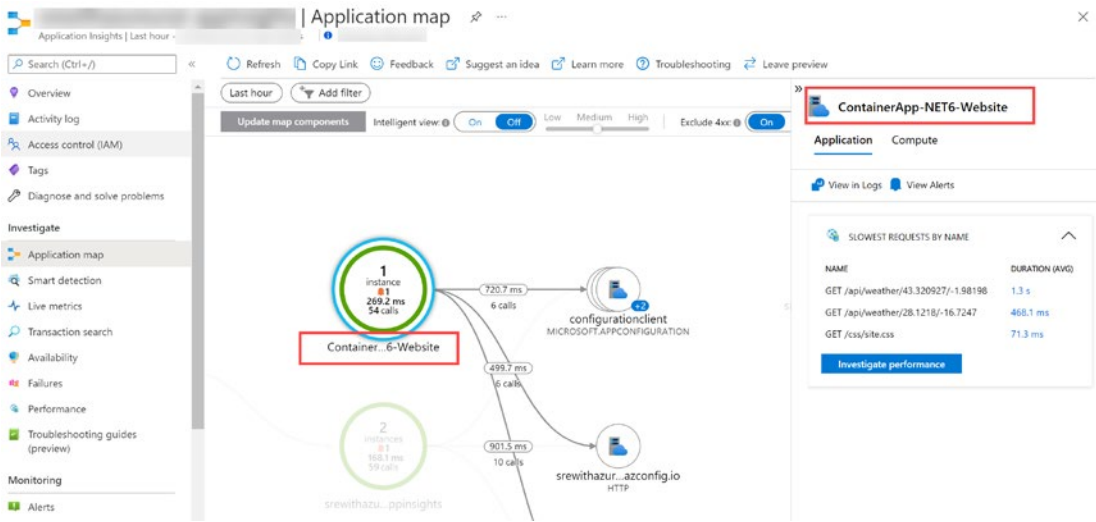 | Application map
Application Insights | Last hour -
Search (Ctrl+/)
Overview
Activity log
Access control (IAM)
Tags
Diagnose and solve problems
Investigate
Application map
Smart detection
Live metrics
Transaction search
Availability
Failures
Performance
Troubleshooting guides
(preview)
Monitoring
Alerts
Refresh
Copy Link
Feedback
Suggest an idea
Learn more
Troubleshooting
Leave preview
Last hour
Add filter
Update map components
Intelligent view:
On
Off
Low
Medium
High
Exclude 4xx:
On
1
instance
1
269.2 ms
54 calls
Container...6-Website
720.7 ms
6 calls
+2
configurationclient
MICROSOFT.APPCONFIGURATION
499.7 ms
6 calls
2
instances
1
168.1 ms
59 calls
srewithazu...ppinsights
901.5 ms
10 calls
srewithazur...azconfig.io
HTTP
ContainerApp-NET6-Website
Application
Compute
View in Logs
View Alerts
SLOWEST REQUESTS BY NAME
NAME
DURATION (AVG)
GET /api/weather/43.320927/-1.98198
1.3 s
GET /api/weather/28.1218/-16.7247
468.1 ms
GET /css/site.css
71.3 ms
Investigate performance